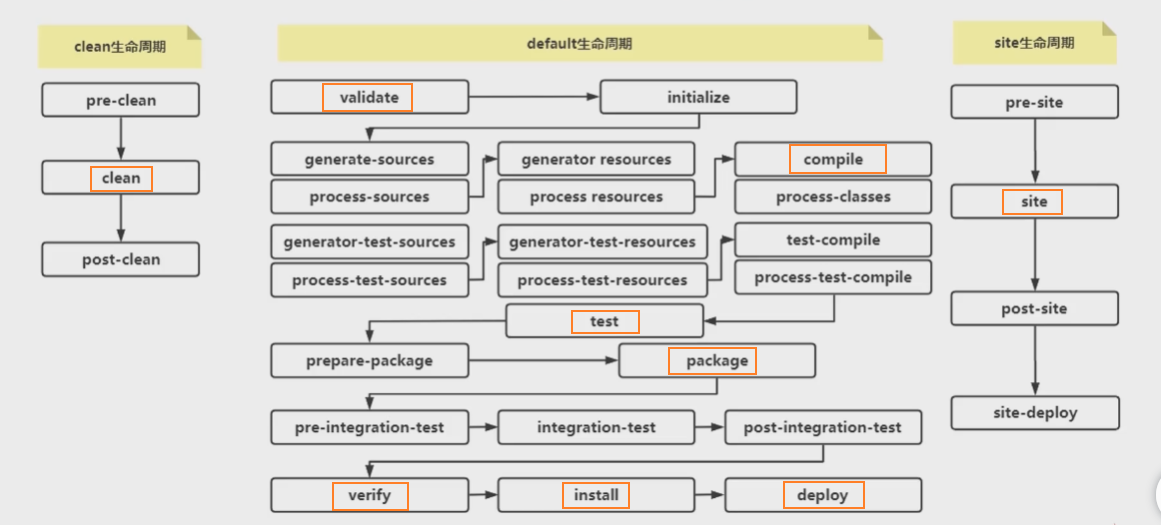 clean生命周期
pre-clean
clean
post-clean
default生命周期
validate
initialize
generate-sources
generator resources
compile
process-sources
process resources
process-classes
generator-test-sources
generator-test-resources
test-compile
process-test-sources
process-test-resources
process-test-compile
test
prepare-package
package
pre-integration-test
integration-test
post-integration-test
verify
install
deploy
site生命周期
pre-site
site
post-site
site-deploy